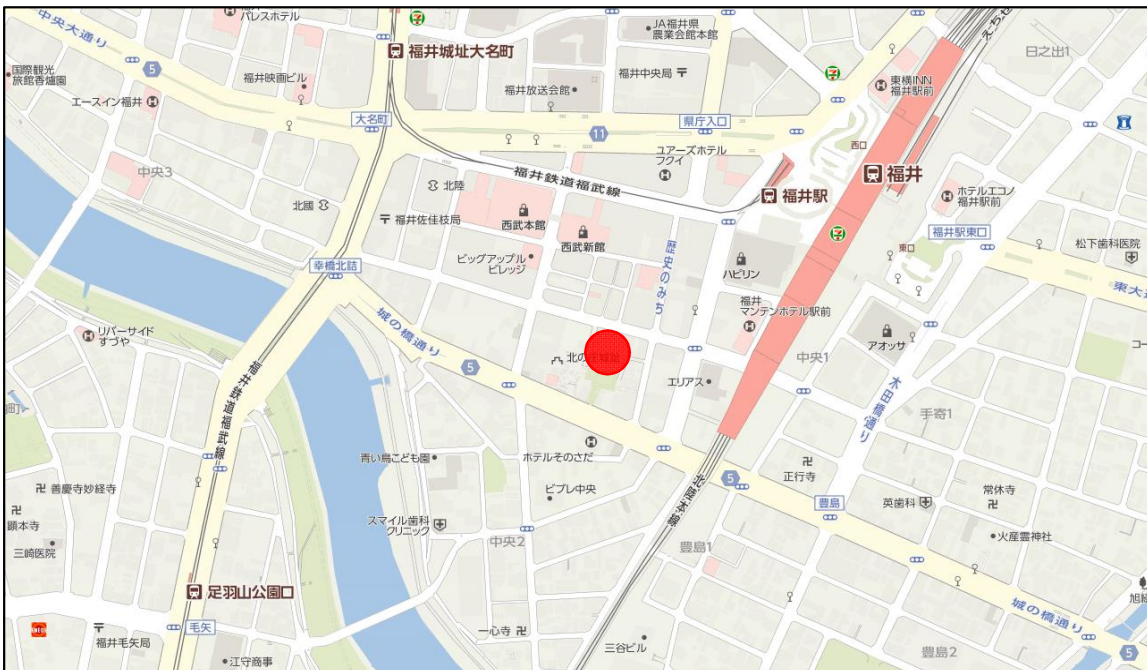 福井
パレスホテル
中央大通り
5
国際観光
旅館香爐園
福井映画ビル
エースイン福井
中央3
大名町
福井城址大名町
JA福井県
農業会館本館
福井中央局
福井放送会館
11
県庁入口
ユアーズホテル
フクイ
東横INN
福井駅前
西口
福井
福井駅
福井鉄道福武線
北陸
北國
福井佐佳枝局
西武本館
西武新館
ビッグアップル
ビレッジ
歴史のみち
ハピリン
福井
マンテンホテル駅前
日之出1
ホテルエコノ
福井駅前
福井駅東口
東口
松下歯科医院
東大通
アオッサ
中央1
木田橋通り
手寄1
幸橋北詰
城の橋通り
5
リバーサイド
すづや
福井鉄道福武線
北の
エリアス
ホテルそのさだ
青い鳥こども園
ビプレ中央
スマイル歯科
クリニック
中央2
北陸本線
5
正行寺
豊島
英歯科
常休寺
火産霊神社
豊島1
善慶寺妙経寺
顕本寺
三崎医院
足羽山公園口
毛矢
福井毛矢局
江守商事
一心寺
三谷ビル
城の橋通り
豊島2
5